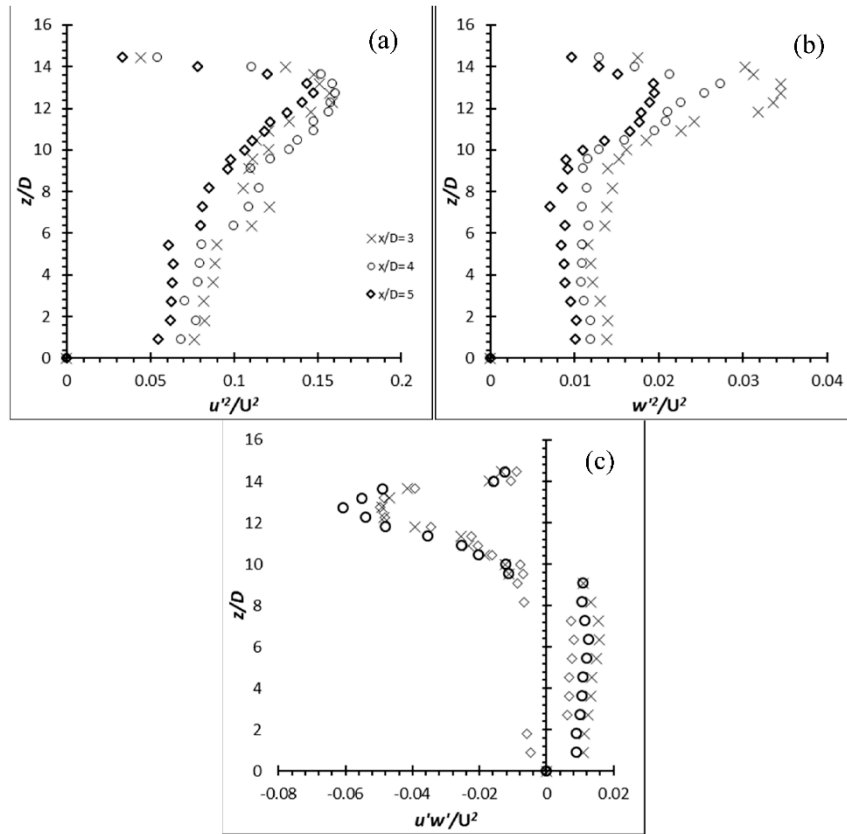 16
(a)
14
12
10
z/D
8
6
× x/D= 3
4
○ x/D= 4
2
◇ x/D= 5
0
0 0.05 0.1 0.15 0.2
u'²/U²
16
(b)
14
12
10
z/D
8
6
4
2
0
0 0.01 0.02 0.03 0.04
w'²/U²
16
(c)
14
12
10
z/D
8
6
4
2
0
-0.08 -0.06 -0.04 -0.02 0 0.02
u'w'/U²